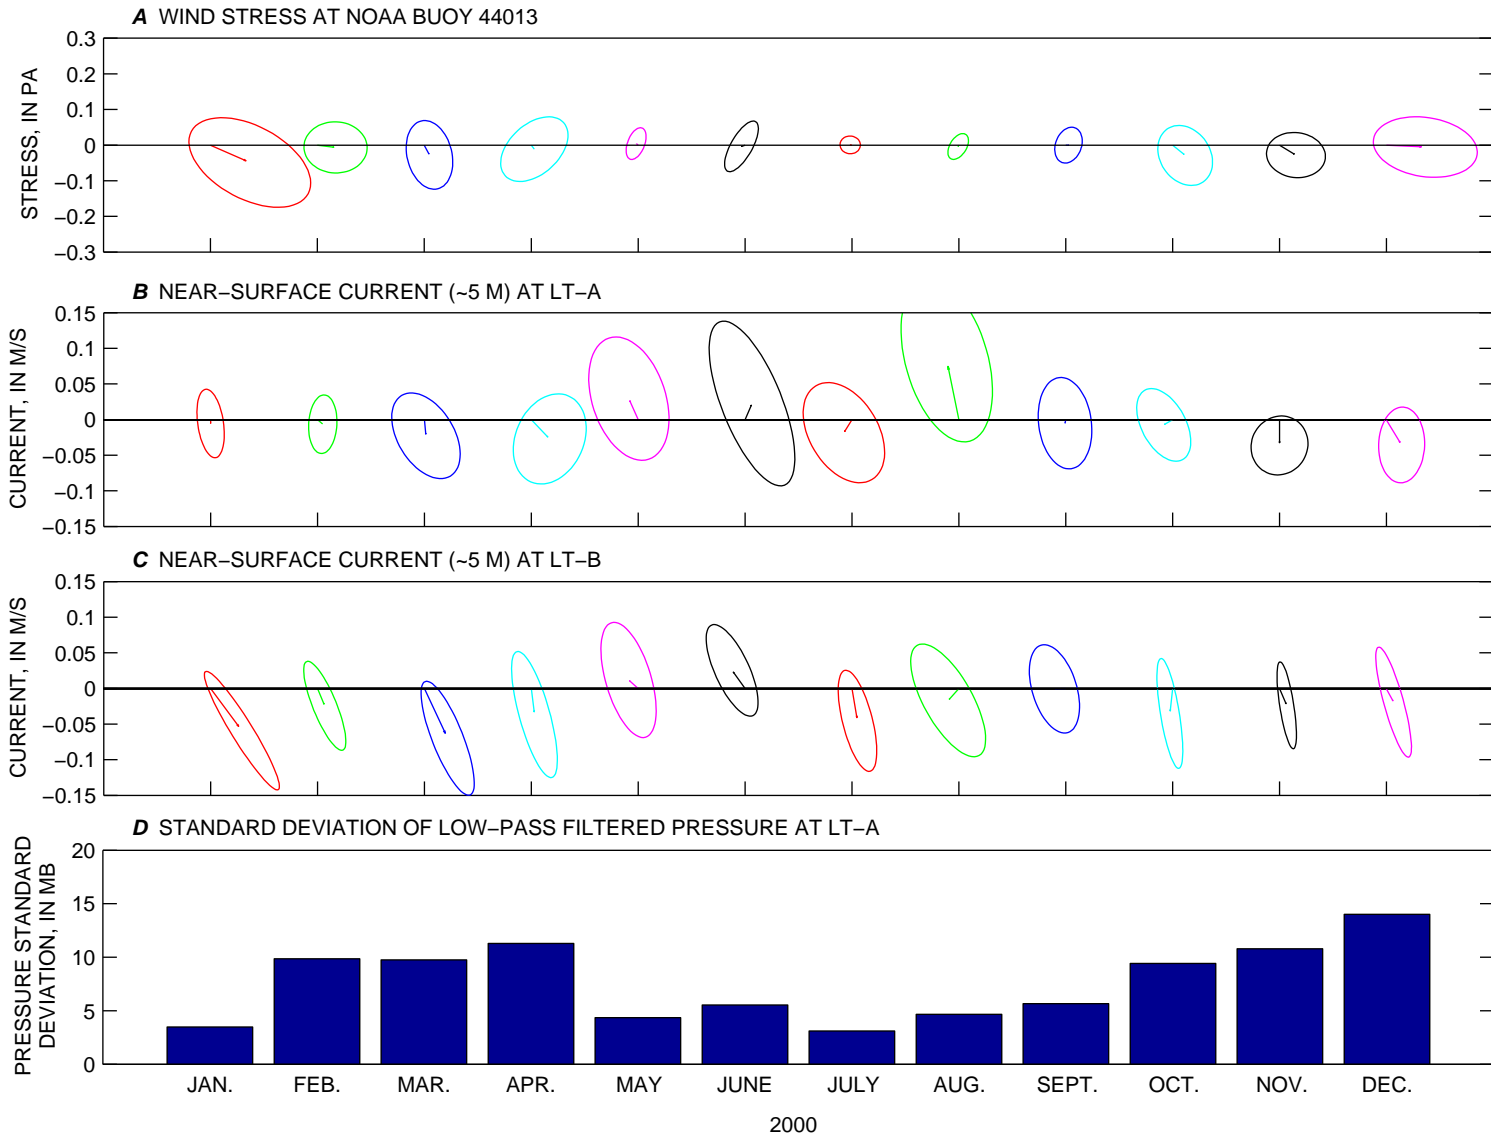 A WIND STRESS AT NOAA BUOY 44013
STRESS, IN PA
0.3
0.2
0.1
0
−0.1
−0.2
−0.3
B NEAR−SURFACE CURRENT (~5 M) AT LT−A
CURRENT, IN M/S
0.15
0.1
0.05
0
−0.05
−0.1
−0.15
C NEAR−SURFACE CURRENT (~5 M) AT LT−B
CURRENT, IN M/S
0.15
0.1
0.05
0
−0.05
−0.1
−0.15
D STANDARD DEVIATION OF LOW−PASS FILTERED PRESSURE AT LT−A
PRESSURE STANDARD
DEVIATION, IN MB
20
15
10
5
0
JAN. FEB. MAR. APR. MAY JUNE JULY AUG. SEPT. OCT. NOV. DEC.
2000